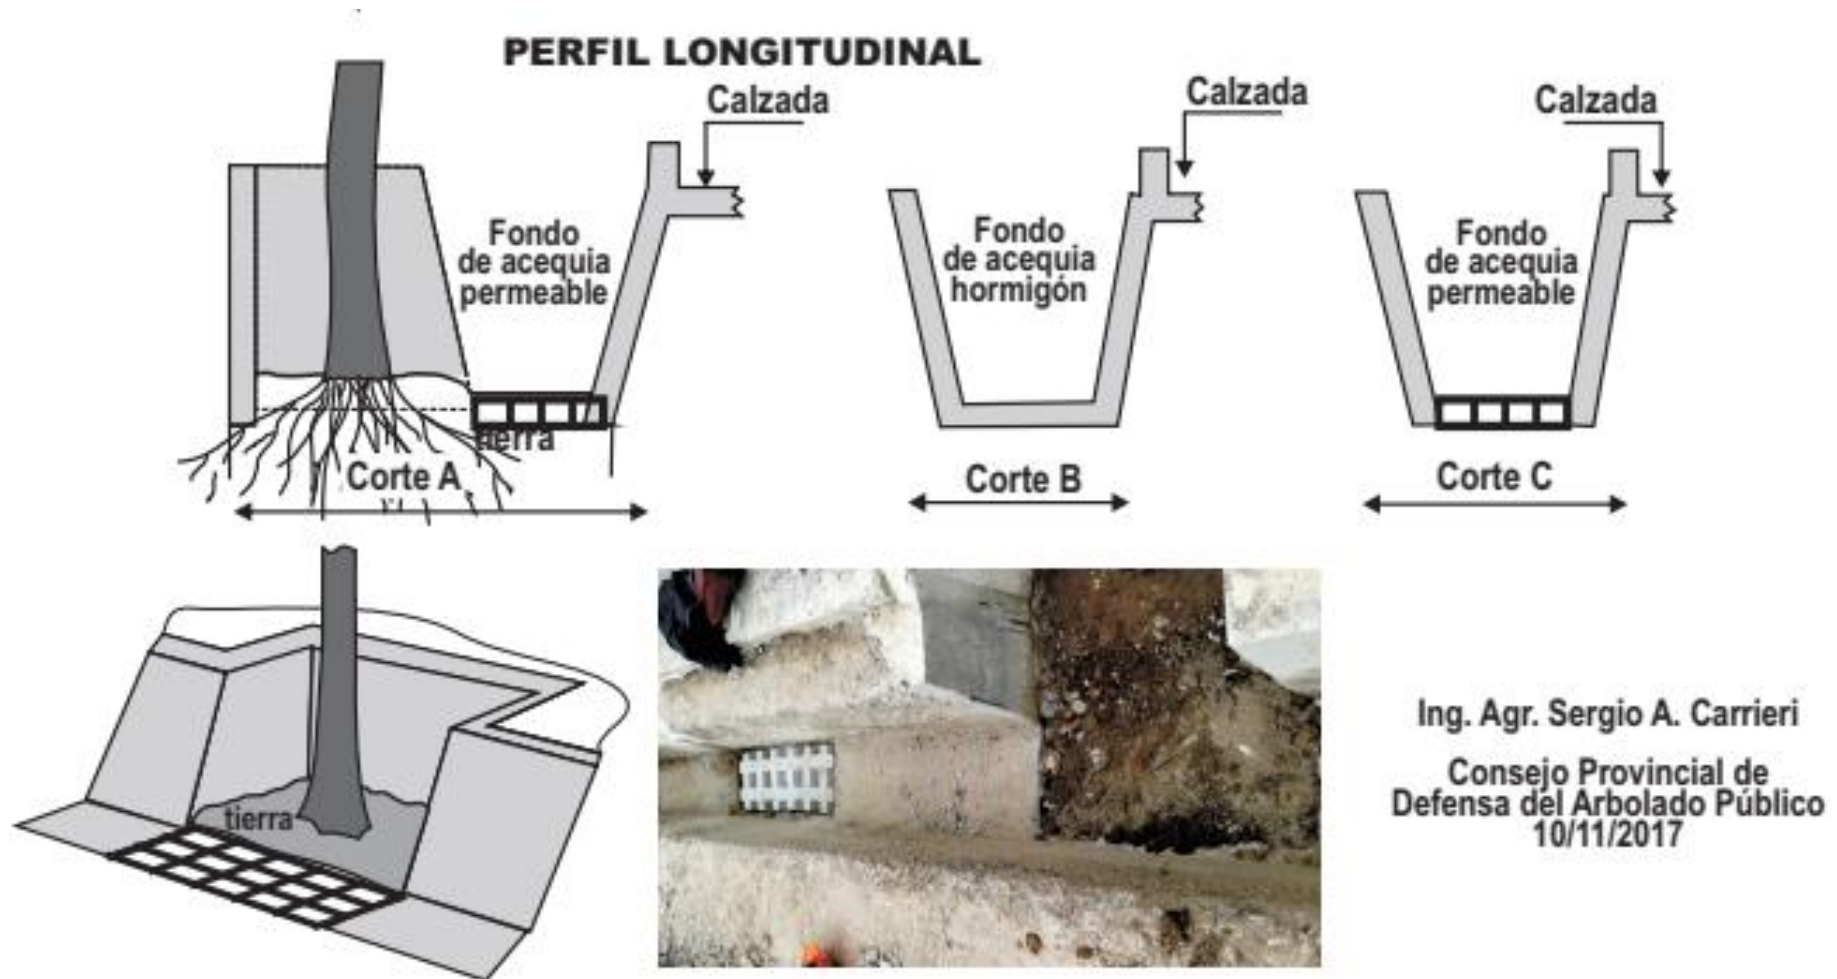 PERFIL LONGITUDINAL
Calzada
Calzada
Calzada
Fondo
de acequia
permeable
Fondo
de acequia
hormigón
Fondo
de acequia
permeable
tierra
Corte A
Corte B
Corte C
tierra
Ing. Agr. Sergio A. Carrieri
Consejo Provincial de
Defensa del Arbolado Público
10/11/2017